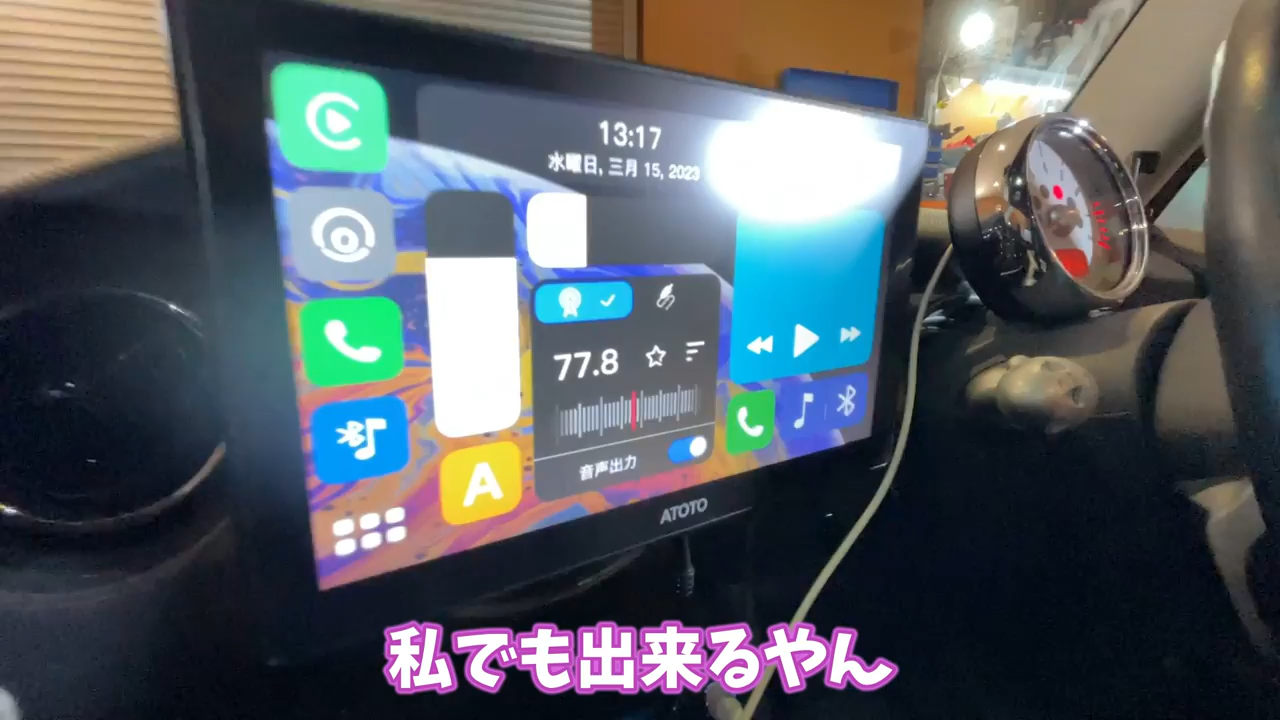 13:17
水曜日, 三月 15, 2023
77.8
音声出力
A
ATOTO
私でも出来るやん